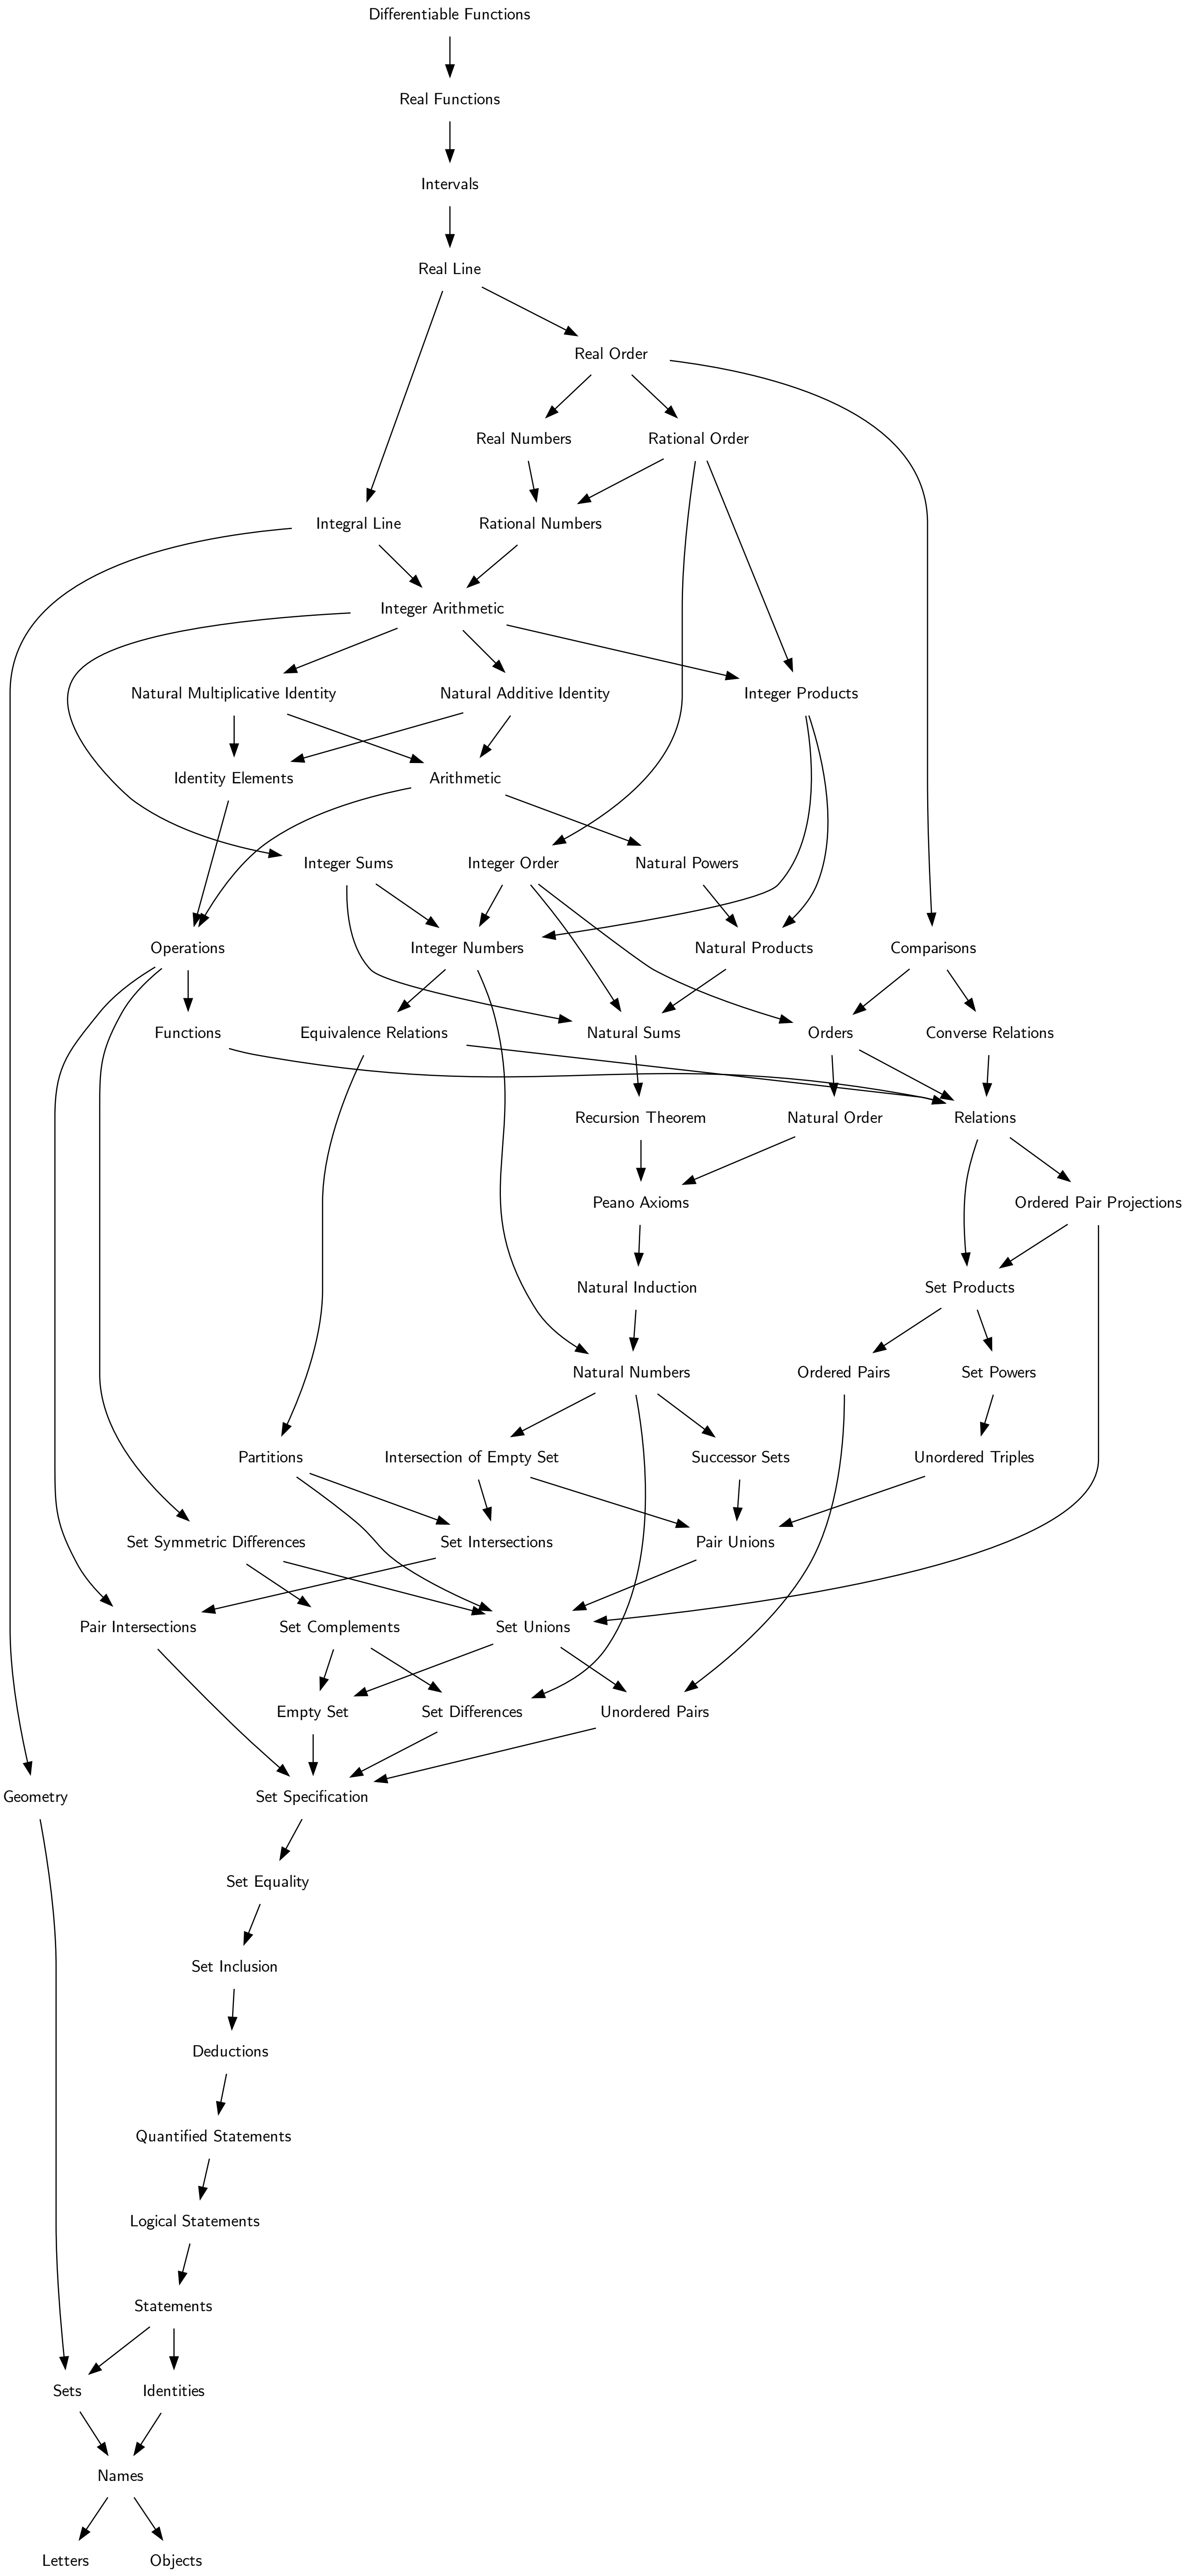 Differentiable Functions
Real Functions
Intervals
Real Line
Real Order
Real Numbers
Rational Order
Integral Line
Rational Numbers
Integer Arithmetic
Natural Multiplicative Identity
Natural Additive Identity
Integer Products
Identity Elements
Arithmetic
Integer Sums
Integer Order
Natural Powers
Operations
Integer Numbers
Natural Products
Comparisons
Functions
Equivalence Relations
Natural Sums
Orders
Converse Relations
Recursion Theorem
Natural Order
Relations
Peano Axioms
Ordered Pair Projections
Natural Induction
Set Products
Natural Numbers
Ordered Pairs
Set Powers
Partitions
Intersection of Empty Set
Successor Sets
Unordered Triples
Set Symmetric Differences
Set Intersections
Pair Unions
Pair Intersections
Set Complements
Set Unions
Empty Set
Set Differences
Unordered Pairs
Geometry
Set Specification
Set Equality
Set Inclusion
Deductions
Quantified Statements
Logical Statements
Statements
Sets
Identities
Names
Letters
Objects